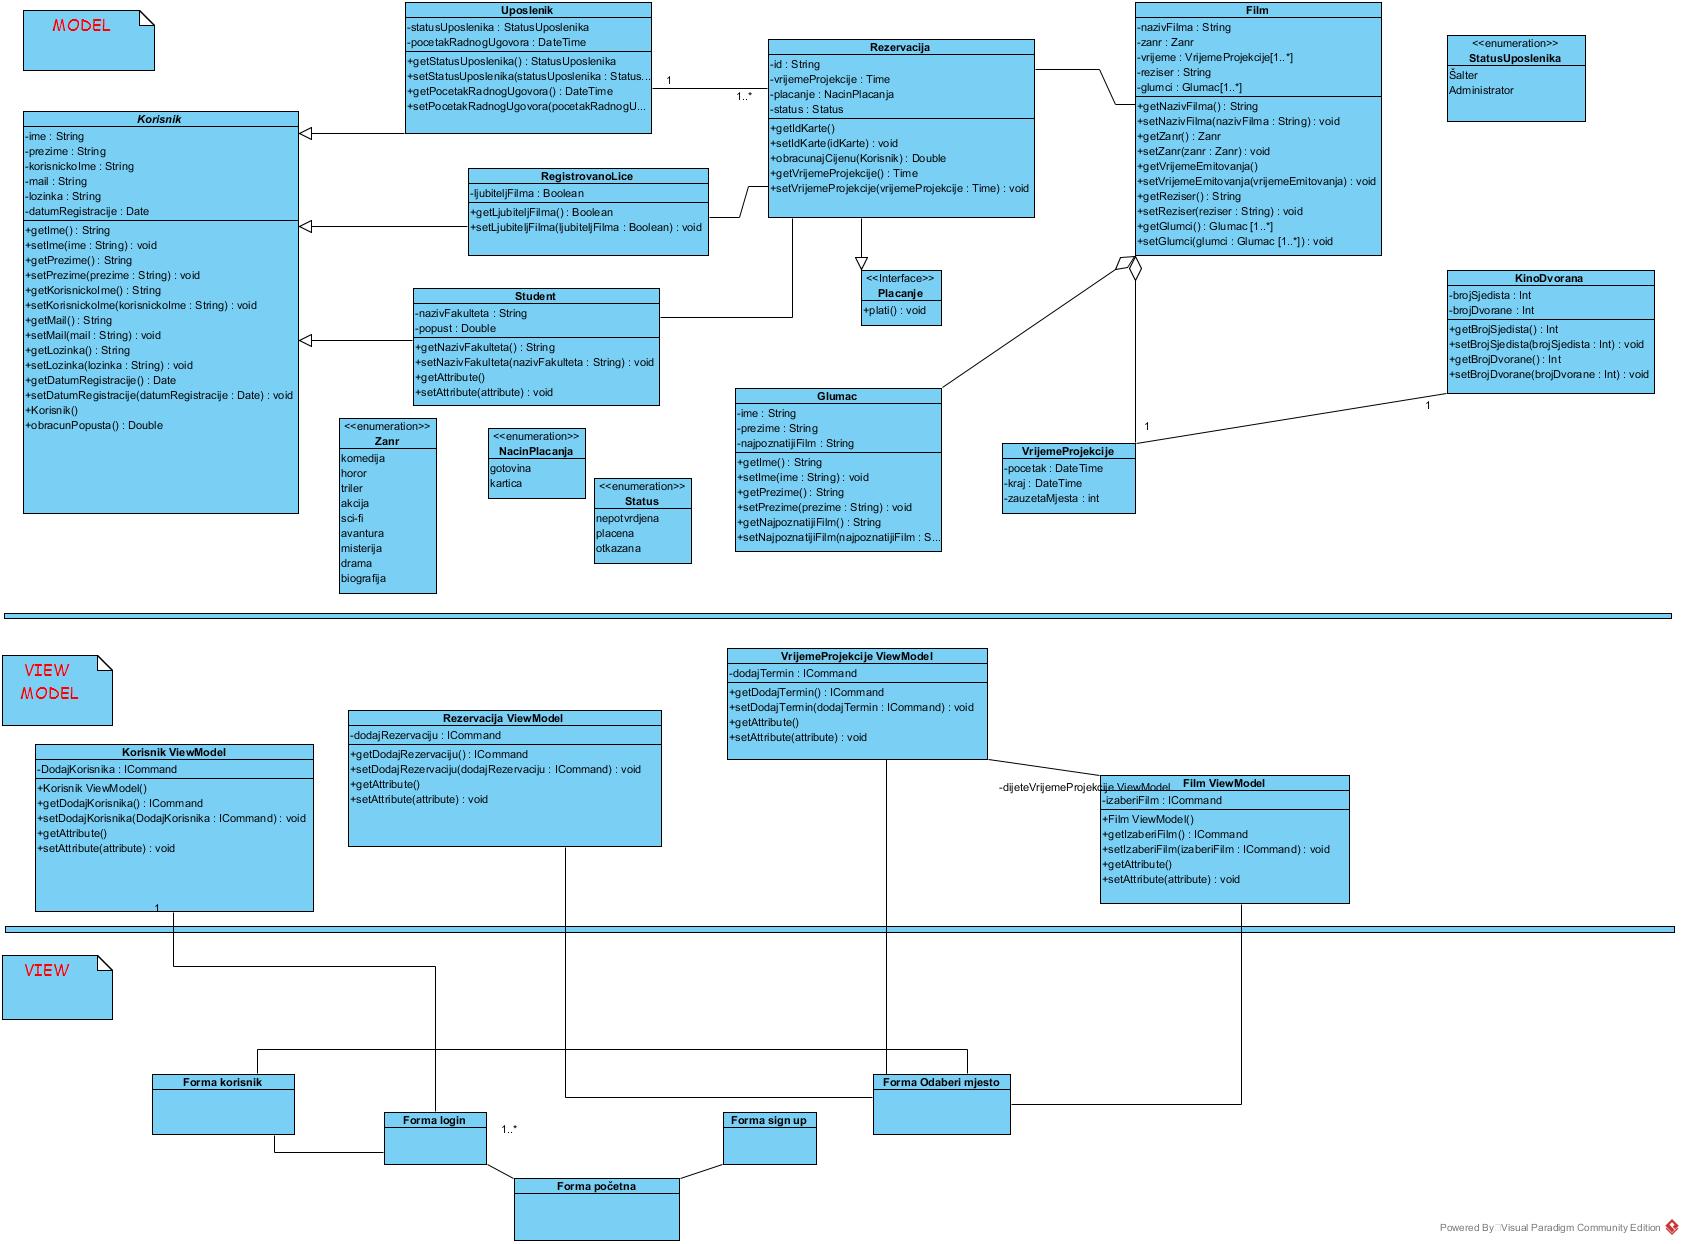 MODEL
Uposlenik
-statusUposlenika : StatusUposlenika
-pocetakRadnogUgovora : DateTime
+getStatusUposlenika() : StatusUposlenika
+setStatusUposlenika(statusUposlenika : Status...
+getPocetakRadnogUgovora() : DateTime
+setPocetakRadnogUgovora(pocetakRadnogU...
1
1..*
Rezervacija
-id : String
-vrijemeProjekcije : Time
-placanje : NacinPlacanja
-status : Status
+getIdKarte()
+setIdKarte(idKarte) : void
+obracunajCijenu(Korisnik) : Double
+getVrijemeProjekcije() : Time
+setVrijemeProjekcije(vrijemeProjekcije : Time) : void
Film
-nazivFilma : String
-zanr : Zanr
-vrijeme : VrijemeProjekcije[1..*]
-reziser : String
-glumci : Glumac[1..*]
+getNazivFilma() : String
+setNazivFilma(nazivFilma : String) : void
+getZanr() : Zanr
+setZanr(zanr : Zanr) : void
+getVrijemeEmitovanja()
+setVrijemeEmitovanja(vrijemeEmitovanja) : void
+getReziser() : String
+setReziser(reziser : String) : void
+getGlumci() : Glumac [1..*]
+setGlumci(glumci : Glumac [1..*]) : void
<<enumeration>>
StatusUposlenika
Šalter
Administrator
Korisnik
-ime : String
-prezime : String
-korisnickoIme : String
-mail : String
-lozinka : String
-datumRegistracije : Date
+getIme() : String
+setIme(ime : String) : void
+getPrezime() : String
+setPrezime(prezime : String) : void
+getKorisnickoIme() : String
+setKorisnickoIme(korisnickoIme : String) : void
+getMail() : String
+setMail(mail : String) : void
+getLozinka() : String
+setLozinka(lozinka : String) : void
+getDatumRegistracije() : Date
+setDatumRegistracije(datumRegistracije : Date) : void
+Korisnik()
+obracunPopusta() : Double
RegistrovanoLice
-ljubiteljFilma : Boolean
+getLjubiteljFilma() : Boolean
+setLjubiteljFilma(ljubiteljFilma : Boolean) : void
Student
-nazivFakulteta : String
-popust : Double
+getNazivFakulteta() : String
+setNazivFakulteta(nazivFakulteta : String) : void
+getAttribute()
+setAttribute(attribute) : void
<<Interface>>
Placanje
+plati() : void
KinoDvorana
-brojSjedista : Int
-brojDvorane : Int
+getBrojSjedista() : Int
+setBrojSjedista(brojSjedista : Int) : void
+getBrojDvorane() : Int
+setBrojDvorane(brojDvorane : Int) : void
1
1
Glumac
-ime : String
-prezime : String
-najpoznatijiFilm : String
+getIme() : String
+setIme(ime : String) : void
+getPrezime() : String
+setPrezime(prezime : String) : void
+getNajpoznatijiFilm() : String
+setNajpoznatijiFilm(najpoznatijiFilm : S...
VrijemeProjekcije
-pocetak : DateTime
-kraj : DateTime
-zauzetaMjesta : int
<<enumeration>>
Zanr
komedija
horor
triler
akcija
sci-fi
avantura
misterija
drama
biografija
<<enumeration>>
NacinPlacanja
gotovina
kartica
<<enumeration>>
Status
nepotvrdjena
placena
otkazana
VIEW
MODEL
VrijemeProjekcije ViewModel
-dodajTermin : ICommand
+getDodajTermin() : ICommand
+setDodajTermin(dodajTermin : ICommand) : void
+getAttribute()
+setAttribute(attribute) : void
Rezervacija ViewModel
-dodajRezervaciju : ICommand
+getDodajRezervaciju() : ICommand
+setDodajRezervaciju(dodajRezervaciju : ICommand) : void
+getAttribute()
+setAttribute(attribute) : void
Korisnik ViewModel
-DodajKorisnika : ICommand
+Korisnik ViewModel()
+getDodajKorisnika() : ICommand
+setDodajKorisnika(DodajKorisnika : ICommand) : void
+getAttribute()
+setAttribute(attribute) : void
1
-dijeteVrijemeProjekcije ViewModel
Film ViewModel
-izaberiFilm : ICommand
+Film ViewModel()
+getIzaberiFilm() : ICommand
+setIzaberiFilm(izaberiFilm : ICommand) : void
+getAttribute()
+setAttribute(attribute) : void
VIEW
Forma korisnik
Forma Odaberi mjesto
Forma login
1..*
Forma sign up
Forma početna
Powered By Visual Paradigm Community Edition